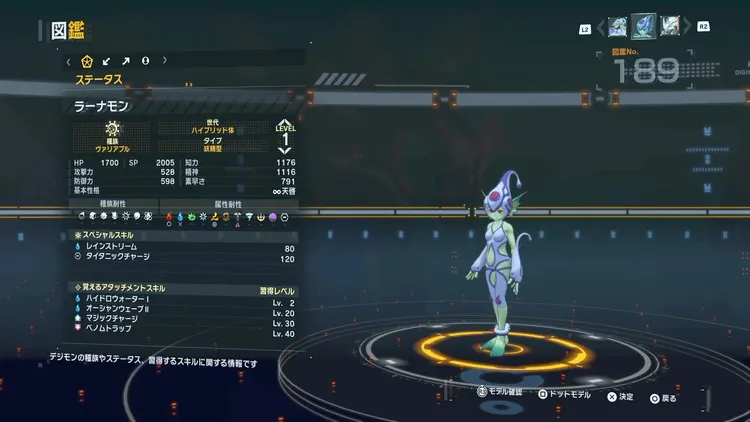 図鑑
L2
R2
図鑑No.
189
ステータス
ラーナモン
種族
ヴァリアブル
世代
ハイブリッド体
タイプ
妖精型
LEVEL
1
HP 1700 SP 2005 知力 1176
攻撃力 528 精神 1116
防御力 598 素早さ 791
基本性格 ∞天啓
種族耐性 属性耐性
スペシャルスキル
レインストリーム 80
タイタニックチャージ 120
覚えるアタッチメントスキル 習得レベル
ハイドロウォーターⅠ Lv. 2
オーシャンウェーブⅡ Lv. 20
マジックチャージ Lv. 30
ベノムトラップ Lv. 40
デジモンの種族やステータス、習得するスキルに関する情報です
R3 モデル確認 ドットモデル 決定 戻る